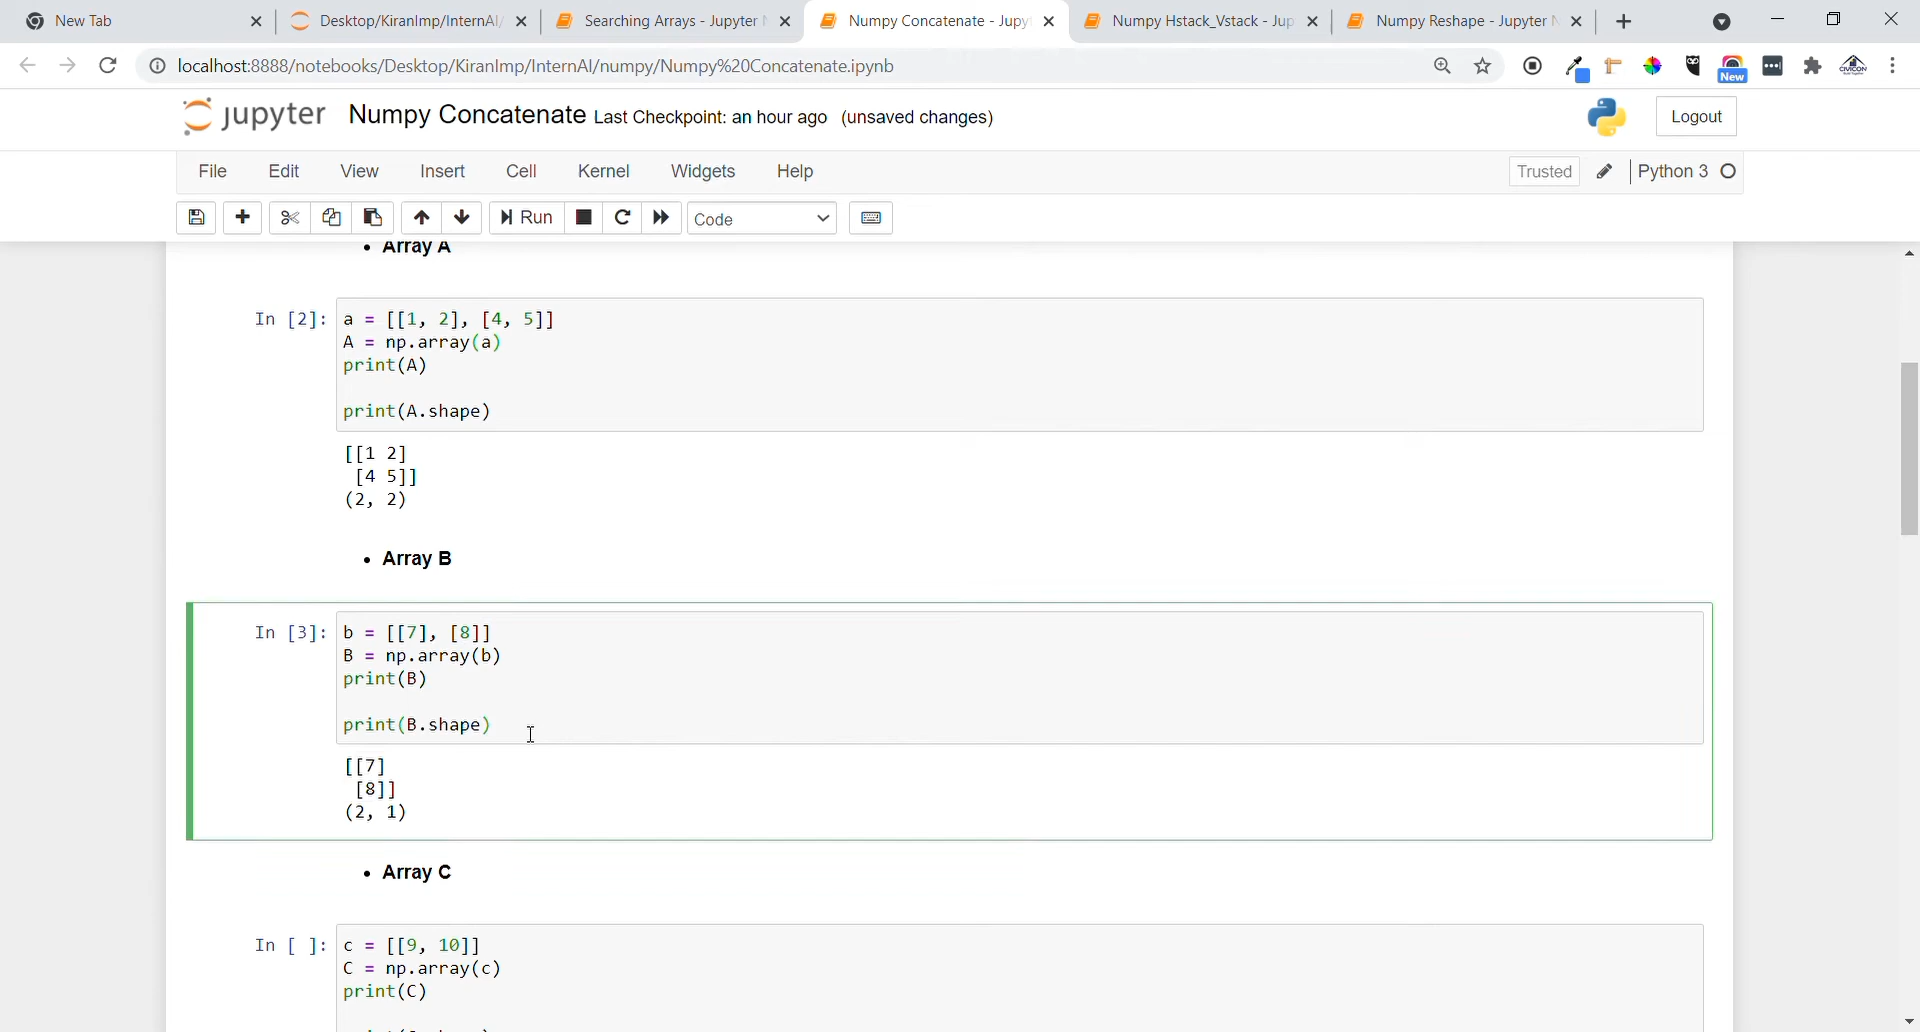 New Tab
Desktop/KiranImp/InternAI/
Searching Arrays - Jupyter
Numpy Concatenate - Jupy
Numpy Hstack_Vstack - Jup
Numpy Reshape - Jupyter
localhost:8888/notebooks/Desktop/KiranImp/InternAI/numpy/Numpy%20Concatenate.ipynb
New
CIVICON
jupyter Numpy Concatenate Last Checkpoint: an hour ago (unsaved changes)
Logout
File Edit View Insert Cell Kernel Widgets Help
Trusted Python 3
Run Code
• Array A
In [2]: a = [[1, 2], [4, 5]]
A = np.array(a)
print(A)
print(A.shape)
[[1 2]
[4 5]]
(2, 2)
• Array B
In [3]: b = [[7], [8]]
B = np.array(b)
print(B)
print(B.shape)
[[7]
[8]]
(2, 1)
• Array C
In [ ]: c = [[9, 10]]
C = np.array(c)
print(C)